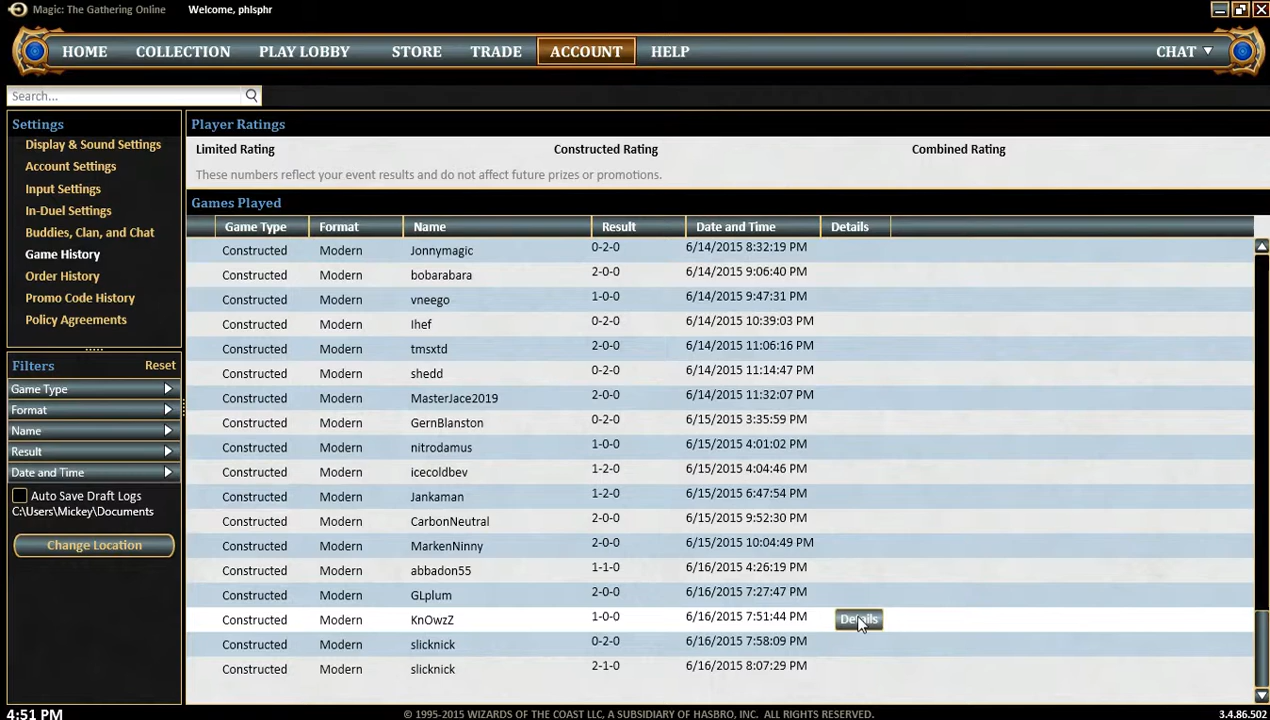 Magic: The Gathering Online Welcome, phlsphr
HOME COLLECTION PLAY LOBBY STORE TRADE ACCOUNT HELP CHAT
Search...
Settings
Display & Sound Settings
Account Settings
Input Settings
In-Duel Settings
Buddies, Clan, and Chat
Game History
Order History
Promo Code History
Policy Agreements
Filters Reset
Game Type
Format
Name
Result
Date and Time
Auto Save Draft Logs
C:\Users\Mickey\Documents
Change Location
Player Ratings
Limited Rating Constructed Rating Combined Rating
These numbers reflect your event results and do not affect future prizes or promotions.
Games Played
Game Type Format Name Result Date and Time Details
Constructed Modern Jonnymagic 0-2-0 6/14/2015 8:32:19 PM
Constructed Modern bobarabara 2-0-0 6/14/2015 9:06:40 PM
Constructed Modern vneego 1-0-0 6/14/2015 9:47:31 PM
Constructed Modern Ihef 0-2-0 6/14/2015 10:39:03 PM
Constructed Modern tmsxtd 2-0-0 6/14/2015 11:06:16 PM
Constructed Modern shedd 0-2-0 6/14/2015 11:14:47 PM
Constructed Modern MasterJace2019 2-0-0 6/14/2015 11:32:07 PM
Constructed Modern GernBlanston 0-2-0 6/15/2015 3:35:59 PM
Constructed Modern nitrodamus 1-0-0 6/15/2015 4:01:02 PM
Constructed Modern icecoldbev 1-2-0 6/15/2015 4:04:46 PM
Constructed Modern Jankaman 1-2-0 6/15/2015 6:47:54 PM
Constructed Modern CarbonNeutral 2-0-0 6/15/2015 9:52:30 PM
Constructed Modern MarkenNinny 2-0-0 6/15/2015 10:04:49 PM
Constructed Modern abbadon55 1-1-0 6/16/2015 4:26:19 PM
Constructed Modern GLplum 2-0-0 6/16/2015 7:27:47 PM
Constructed Modern KnOwzZ 1-0-0 6/16/2015 7:51:44 PM Details
Constructed Modern slicknick 0-2-0 6/16/2015 7:58:09 PM
Constructed Modern slicknick 2-1-0 6/16/2015 8:07:29 PM
4:51 PM © 1995-2015 WIZARDS OF THE COAST LLC, A SUBSIDIARY OF HASBRO, INC. ALL RIGHTS RESERVED. 3.4.86.502